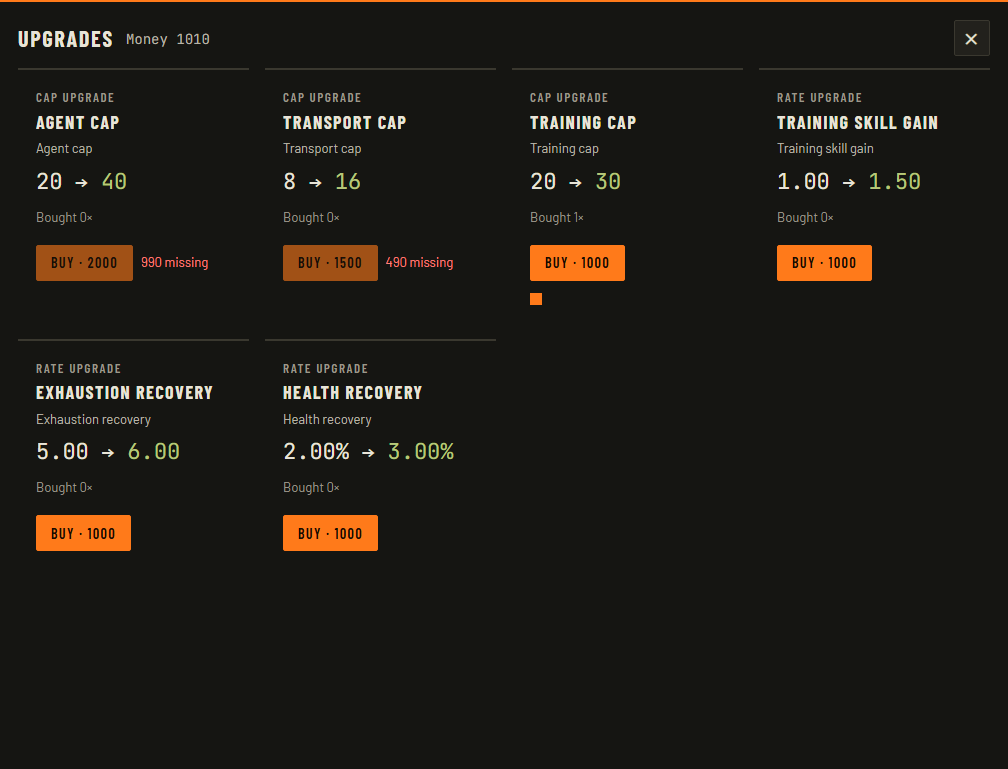 UPGRADES Money 1010 ✕
CAP UPGRADE
AGENT CAP
Agent cap
20 → 40
Bought 0×
BUY · 2000 990 missing
CAP UPGRADE
TRANSPORT CAP
Transport cap
8 → 16
Bought 0×
BUY · 1500 490 missing
CAP UPGRADE
TRAINING CAP
Training cap
20 → 30
Bought 1×
BUY · 1000
RATE UPGRADE
TRAINING SKILL GAIN
Training skill gain
1.00 → 1.50
Bought 0×
BUY · 1000
RATE UPGRADE
EXHAUSTION RECOVERY
Exhaustion recovery
5.00 → 6.00
Bought 0×
BUY · 1000
RATE UPGRADE
HEALTH RECOVERY
Health recovery
2.00% → 3.00%
Bought 0×
BUY · 1000